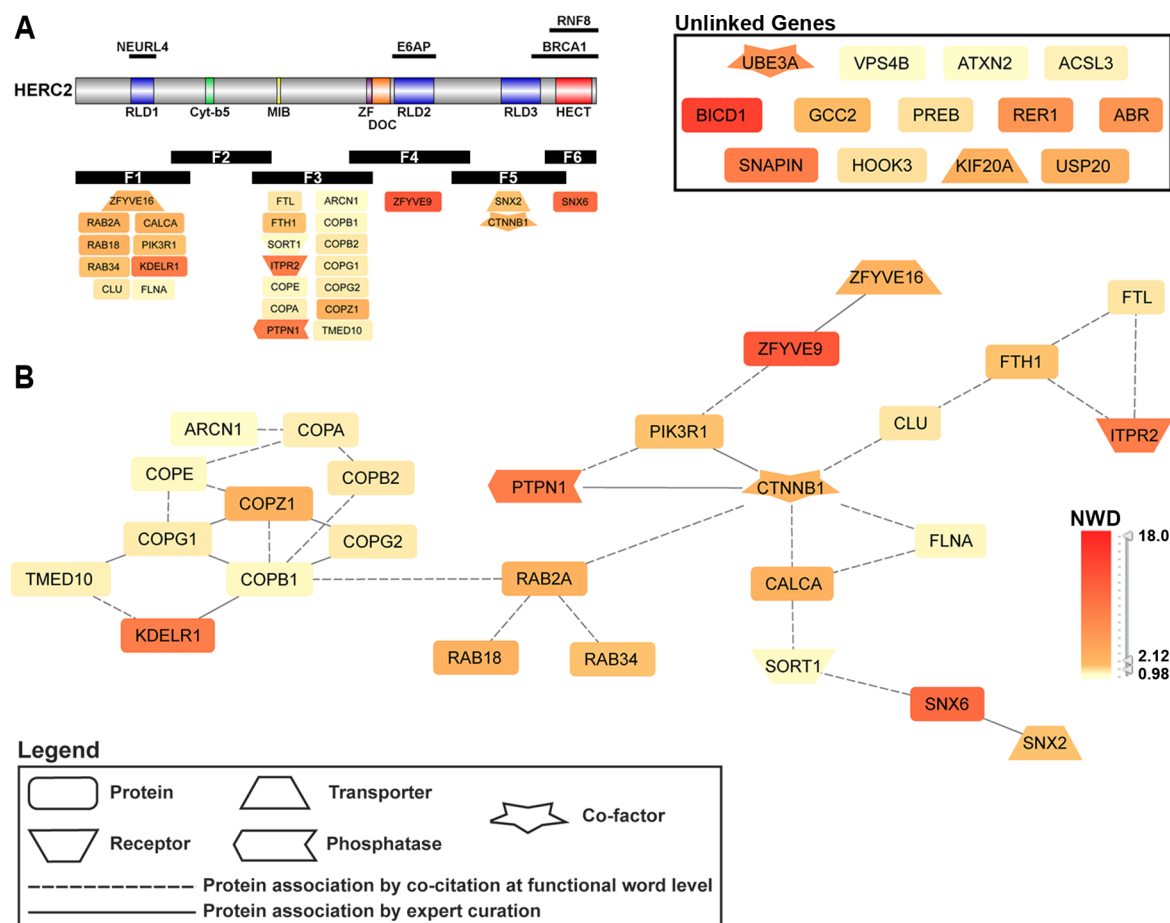 A
NEURL4
E6AP
RNF8
BRCA1
HERC2
RLD1
Cyt-b5
MIB
ZF
DOC
RLD2
RLD3
HECT
F1
F2
F3
F4
F5
F6
ZFYVE16
RAB2A
CALCA
RAB18
PIK3R1
RAB34
KDELR1
CLU
FLNA
FTL
ARCN1
FTH1
COPB1
SORT1
COPB2
ITPR2
COPG1
COPE
COPG2
COPA
COPZ1
PTPN1
TMED10
ZFYVE9
SNX2
CTNNB1
SNX6
Unlinked Genes
UBE3A
VPS4B
ATXN2
ACSL3
BICD1
GCC2
PREB
RER1
ABR
SNAPIN
HOOK3
KIF20A
USP20
B
ZFYVE16
ZFYVE9
FTL
FTH1
ITPR2
CLU
PIK3R1
PTPN1
CTNNB1
ARCN1
COPA
COPE
COPB2
COPZ1
COPG1
COPG2
TMED10
COPB1
KDELR1
RAB2A
RAB18
RAB34
FLNA
CALCA
SORT1
SNX6
SNX2
NWD
18.0
2.12
0.98
Legend
Protein
Transporter
Co-factor
Receptor
Phosphatase
Protein association by co-citation at functional word level
Protein association by expert curation